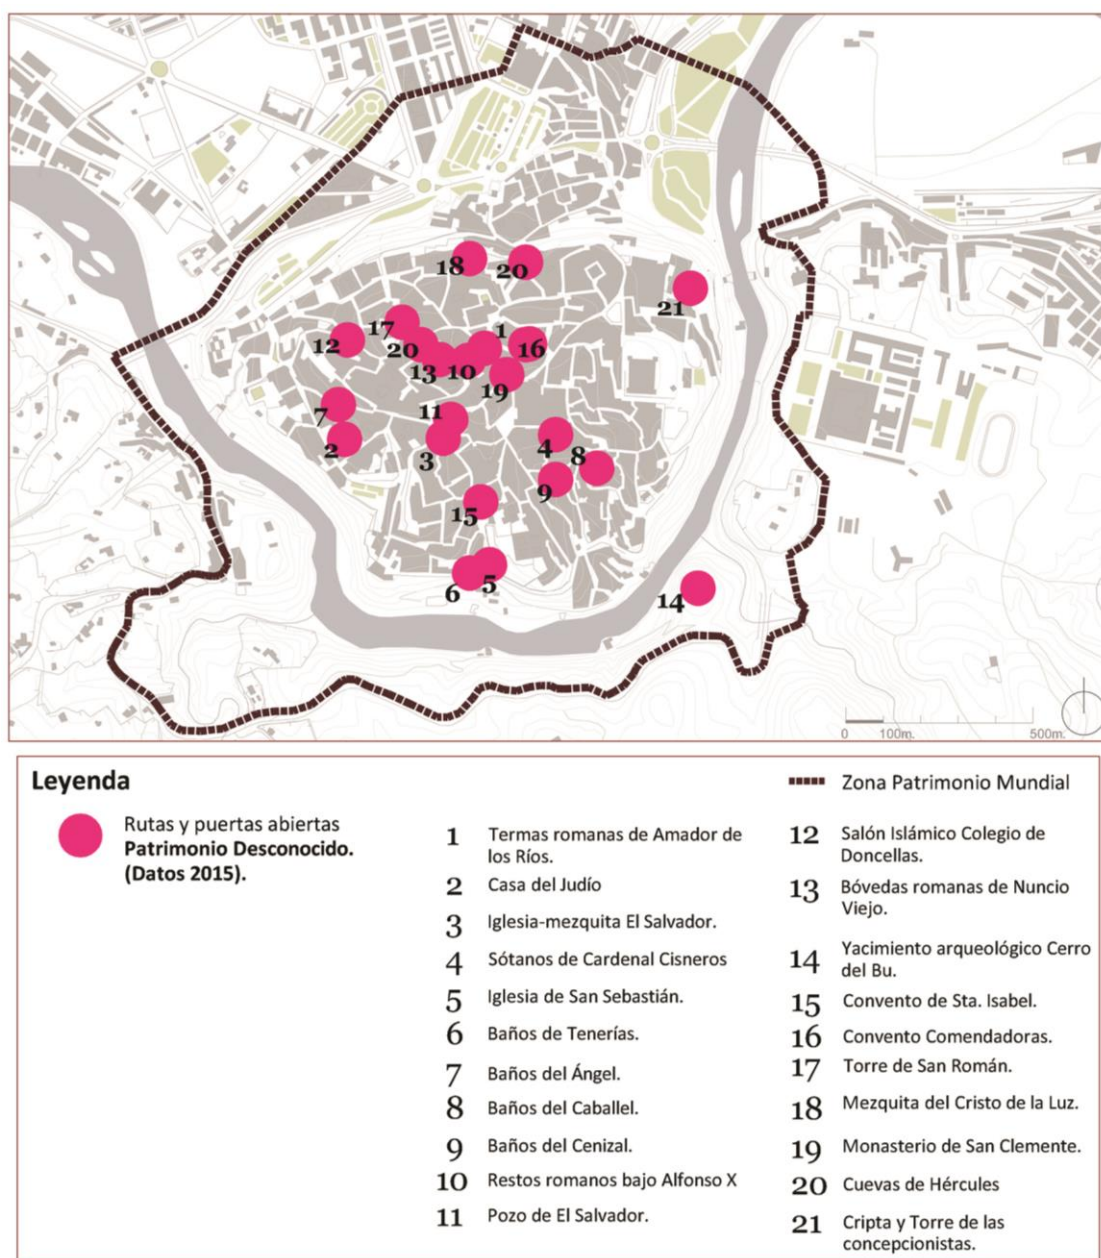 18
20
21
17
12
20
1
16
13
10
19
7
11
2
3
4
8
9
15
6
5
14
0 100m. 500m.
Leyenda
Rutas y puertas abiertas
Patrimonio Desconocido.
(Datos 2015).
1 Termas romanas de Amador de
los Ríos.
2 Casa del Judío
3 Iglesia-mezquita El Salvador.
4 Sótanos de Cardenal Cisneros
5 Iglesia de San Sebastián.
6 Baños de Tenerías.
7 Baños del Ángel.
8 Baños del Caballel.
9 Baños del Cenizal.
10 Restos romanos bajo Alfonso X
11 Pozo de El Salvador.
Zona Patrimonio Mundial
12 Salón Islámico Colegio de
Doncellas.
13 Bóvedas romanas de Nuncio
Viejo.
14 Yacimiento arqueológico Cerro
del Bu.
15 Convento de Sta. Isabel.
16 Convento Comendadoras.
17 Torre de San Román.
18 Mezquita del Cristo de la Luz.
19 Monasterio de San Clemente.
20 Cuevas de Hércules
21 Cripta y Torre de las
concepcionistas.